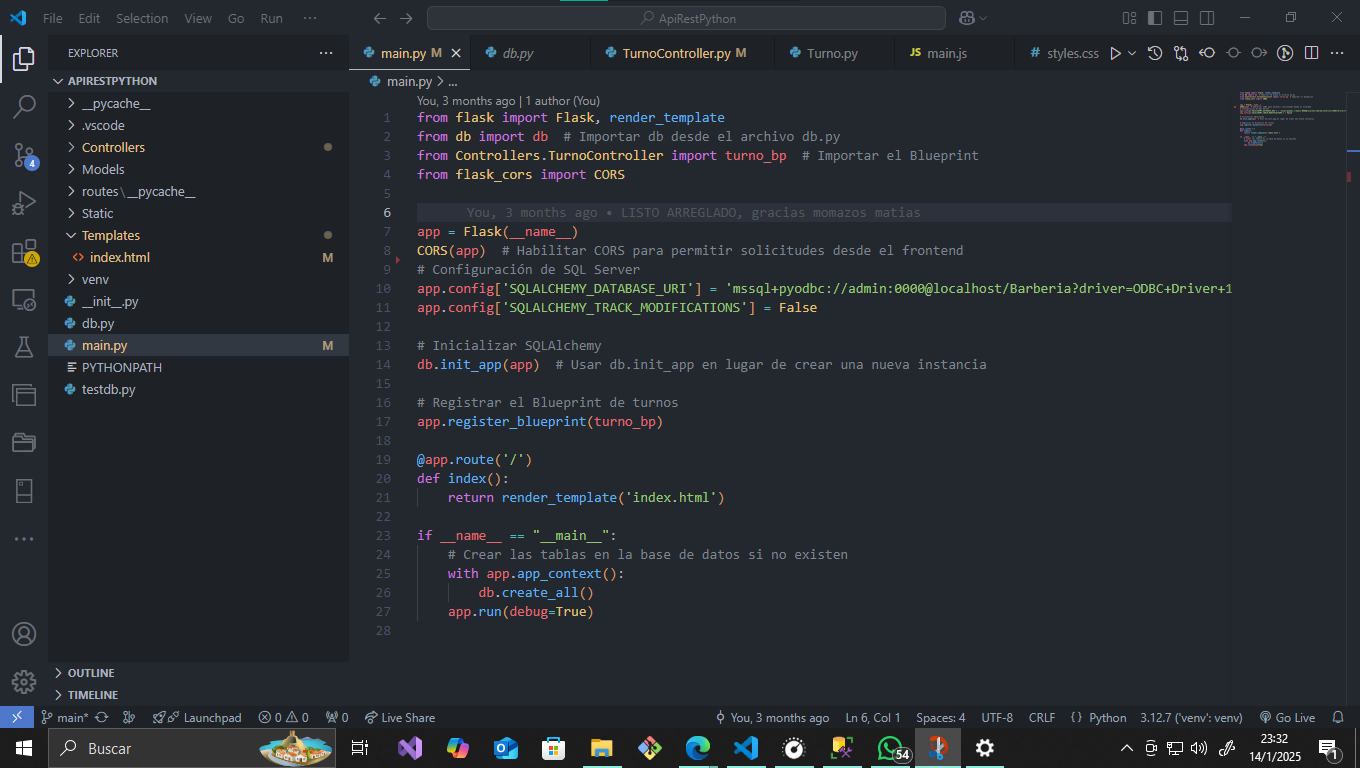 File Edit Selection View Go Run ···
ApiRestPython
EXPLORER
APIRESTPYTHON
__pycache__
.vscode
Controllers
Models
routes\__pycache__
Static
Templates
index.html M
venv
__init__.py
db.py
main.py M
PYTHONPATH
testdb.py
OUTLINE
TIMELINE
main.py M
db.py
TurnoController.py M
Turno.py
JS main.js
# styles.css
main.py > ...
You, 3 months ago | 1 author (You)
1 from flask import Flask, render_template
2 from db import db # Importar db desde el archivo db.py
3 from Controllers.TurnoController import turno_bp # Importar el Blueprint
4 from flask_cors import CORS
5
6 You, 3 months ago • LISTO ARREGLADO, gracias momazos matias
7 app = Flask(__name__)
8 CORS(app) # Habilitar CORS para permitir solicitudes desde el frontend
9 # Configuración de SQL Server
10 app.config['SQLALCHEMY_DATABASE_URI'] = 'mssql+pyodbc://admin:0000@localhost/Barberia?driver=ODBC+Driver+1
11 app.config['SQLALCHEMY_TRACK_MODIFICATIONS'] = False
12
13 # Inicializar SQLAlchemy
14 db.init_app(app) # Usar db.init_app en lugar de crear una nueva instancia
15
16 # Registrar el Blueprint de turnos
17 app.register_blueprint(turno_bp)
18
19 @app.route('/')
20 def index():
21 return render_template('index.html')
22
23 if __name__ == "__main__":
24 # Crear las tablas en la base de datos si no existen
25 with app.app_context():
26 db.create_all()
27 app.run(debug=True)
28
4
main* Launchpad 0 0 0 Live Share
You, 3 months ago Ln 6, Col 1 Spaces: 4 UTF-8 CRLF {} Python 3.12.7 ('venv': venv) Go Live
Buscar
54
23:32
14/1/2025
1